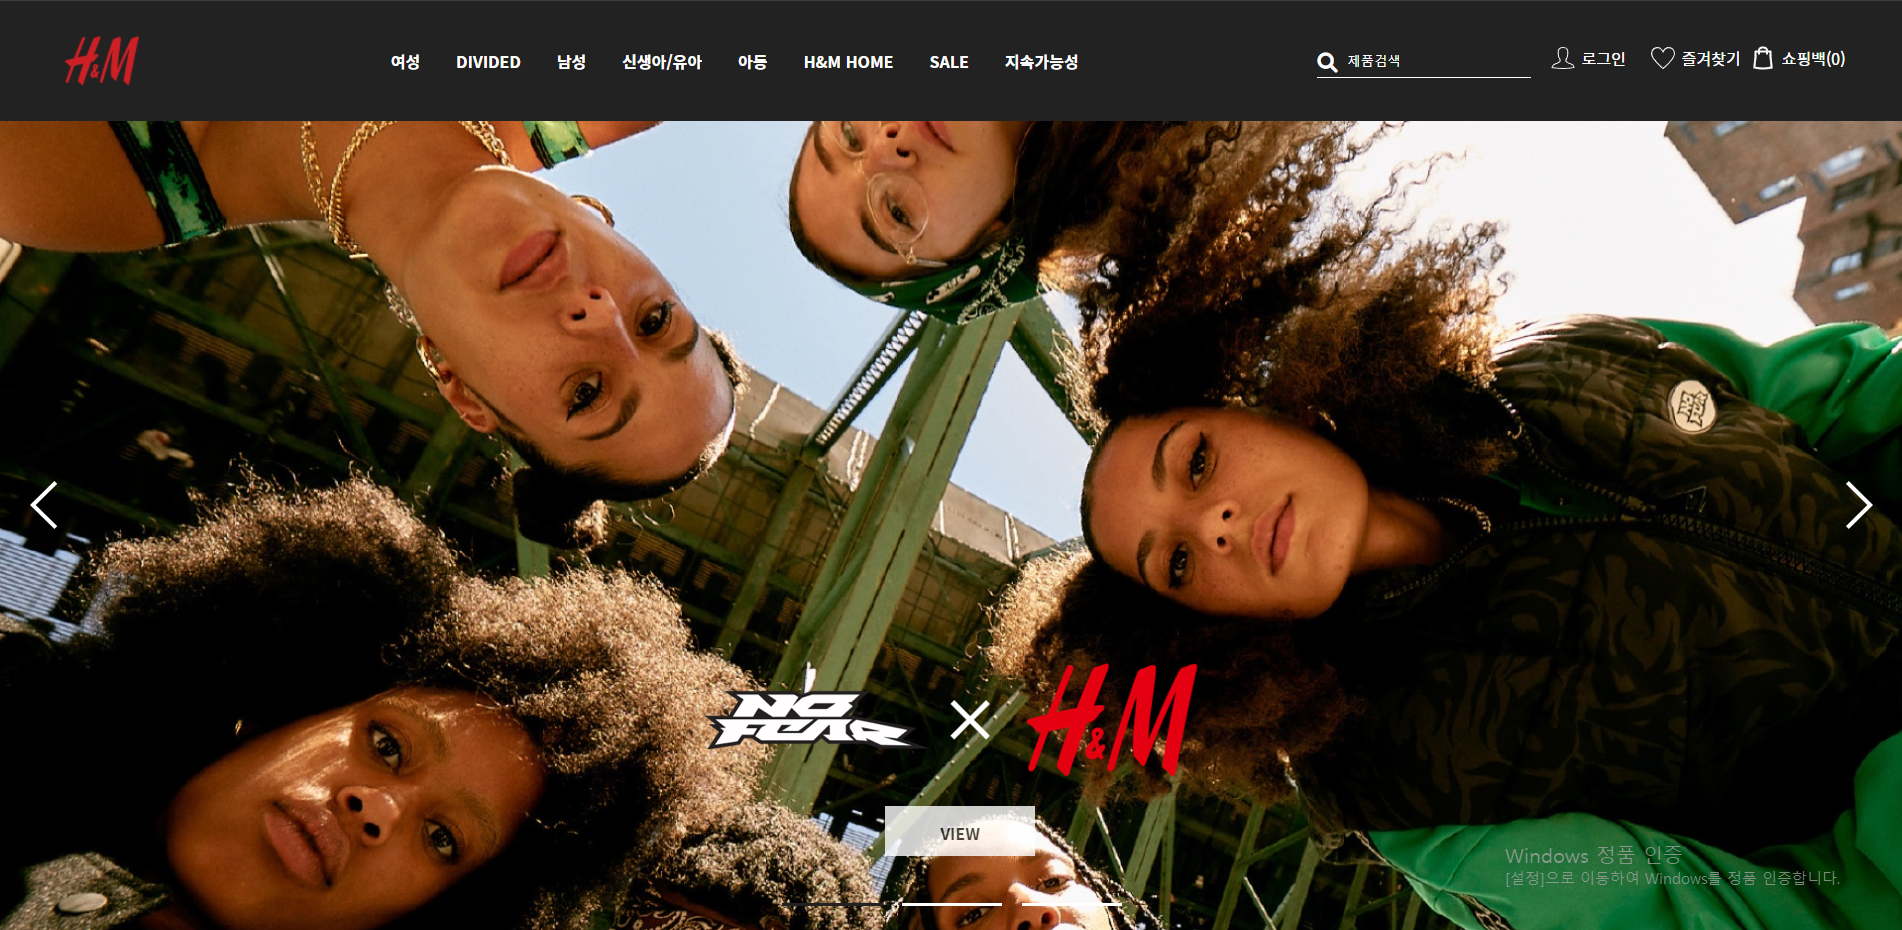 H&M
여성 DIVIDED 남성 신생아/유아 아동 H&M HOME SALE 지속가능성
제품검색
로그인 즐겨찾기 쇼핑백(0)
NO FEAR × H&M
VIEW
Windows 정품 인증
[설정]으로 이동하여 Windows를 정품 인증합니다.